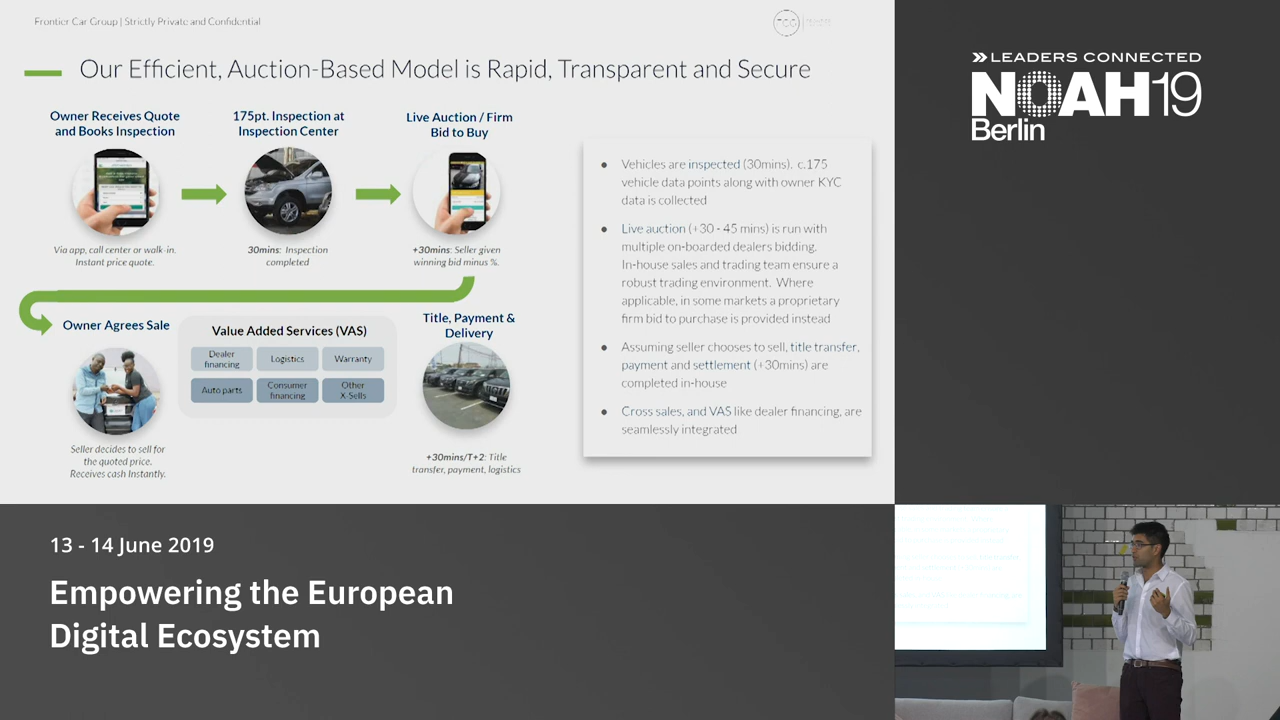 Frontier Car Group | Strictly Private and Confidential
Our Efficient, Auction-Based Model is Rapid, Transparent and Secure
Owner Receives Quote
and Books Inspection
175pt. Inspection at
Inspection Center
Live Auction / Firm
Bid to Buy
Via app, call center or walk-in.
Instant price quote.
30mins: Inspection
completed
+30mins: Seller given
winning bid minus %.
Owner Agrees Sale
Value Added Services (VAS)
Dealer
financing
Logistics
Warranty
Auto parts
Consumer
financing
Other
X-Sells
Title, Payment &
Delivery
Seller decides to sell for
the quoted price.
Receives cash Instantly.
+30mins/T+2: Title
transfer, payment, logistics
● Vehicles are inspected (30mins). c.175
vehicle data points along with owner KYC
data is collected
● Live auction (+30 - 45 mins) is run with
multiple on-boarded dealers bidding.
In-house sales and trading team ensure a
robust trading environment. Where
applicable, in some markets a proprietary
firm bid to purchase is provided instead
● Assuming seller chooses to sell, title transfer,
payment and settlement (+30mins) are
completed in-house
● Cross sales, and VAS like dealer financing, are
seamlessly integrated
LEADERS CONNECTED
NOAH19
Berlin
13 - 14 June 2019
Empowering the European
Digital Ecosystem